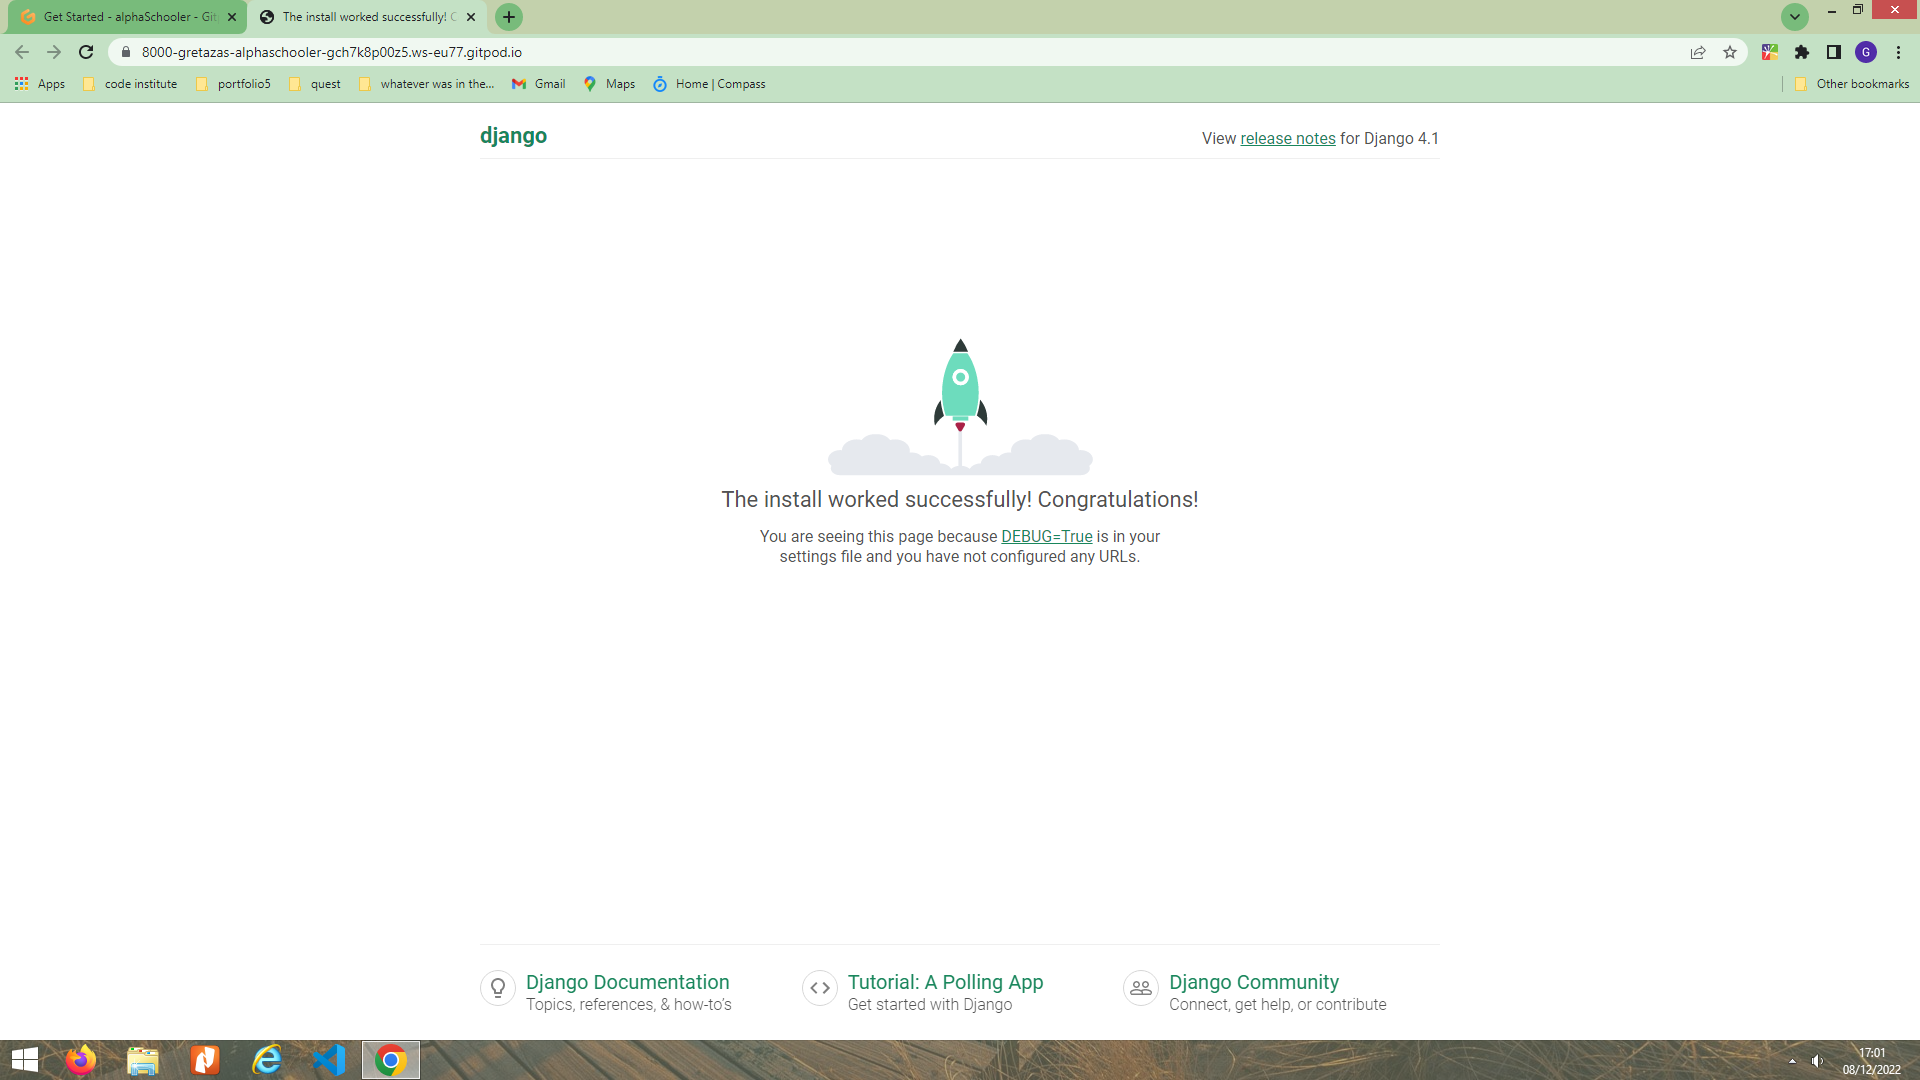 Get Started - alphaSchooler - Git
The install worked successfully! C
8000-gretazas-alphaschooler-gch7k8p00z5.ws-eu77.gitpod.io
G
Apps
code institute
portfolio5
quest
whatever was in the...
Gmail
Maps
Home | Compass
Other bookmarks
django
View release notes for Django 4.1
The install worked successfully! Congratulations!
You are seeing this page because DEBUG=True is in your
settings file and you have not configured any URLs.
Django Documentation
Topics, references, & how-to’s
Tutorial: A Polling App
Get started with Django
Django Community
Connect, get help, or contribute
17:01
08/12/2022